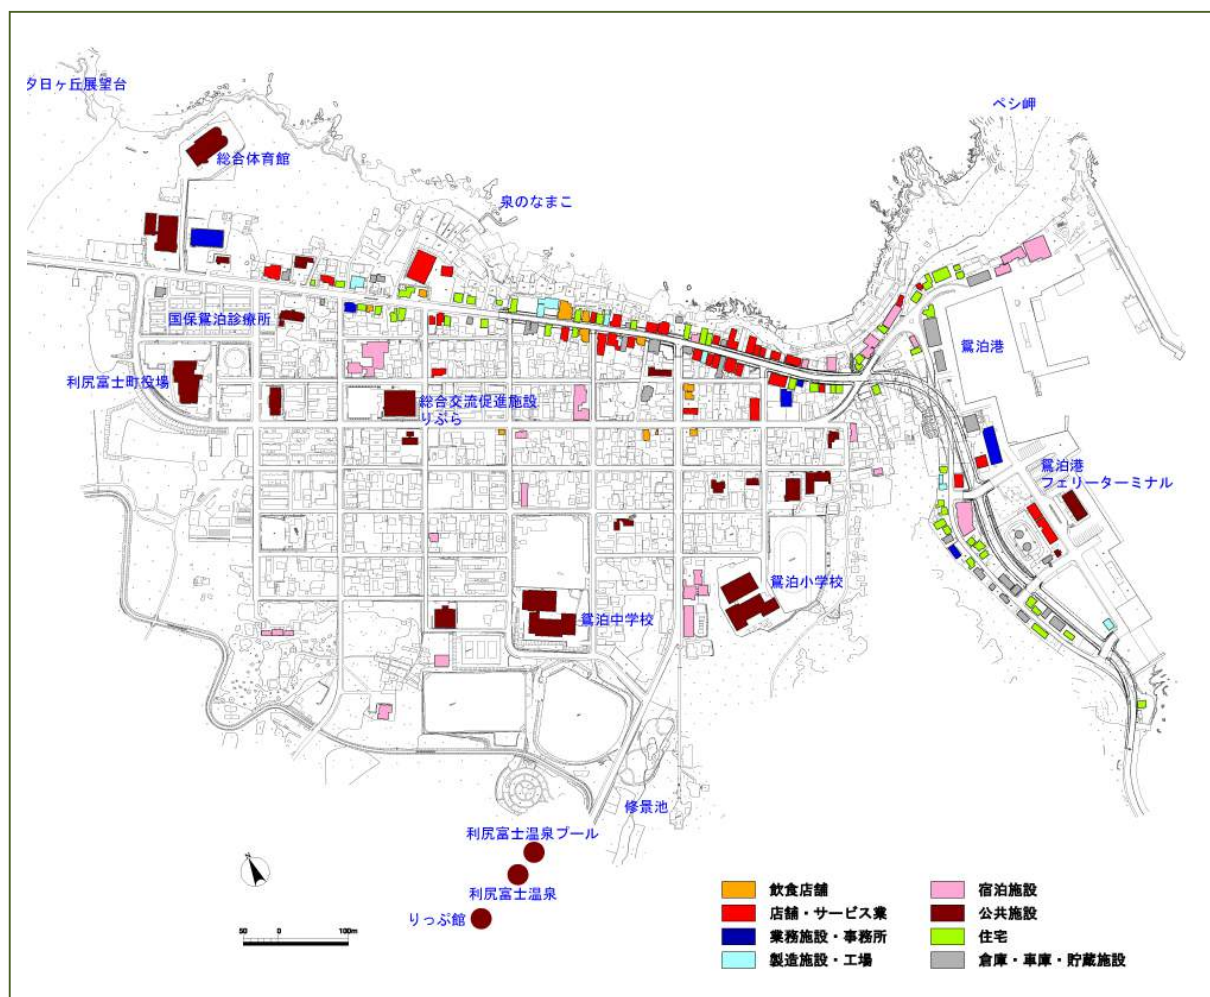 夕日ヶ丘展望台
ペシ岬
総合体育館
泉のなまこ
国保鴛泊診療所
鴛泊港
利尻富士町役場
総合交流促進施設
りぷら
鴛泊港
フェリーターミナル
鴛泊小学校
鴛泊中学校
修景池
利尻富士温泉プール
利尻富士温泉
りっぷ館
N
50 0 100m
飲食店舗
店舗・サービス業
業務施設・事務所
製造施設・工場
宿泊施設
公共施設
住宅
倉庫・車庫・貯蔵施設